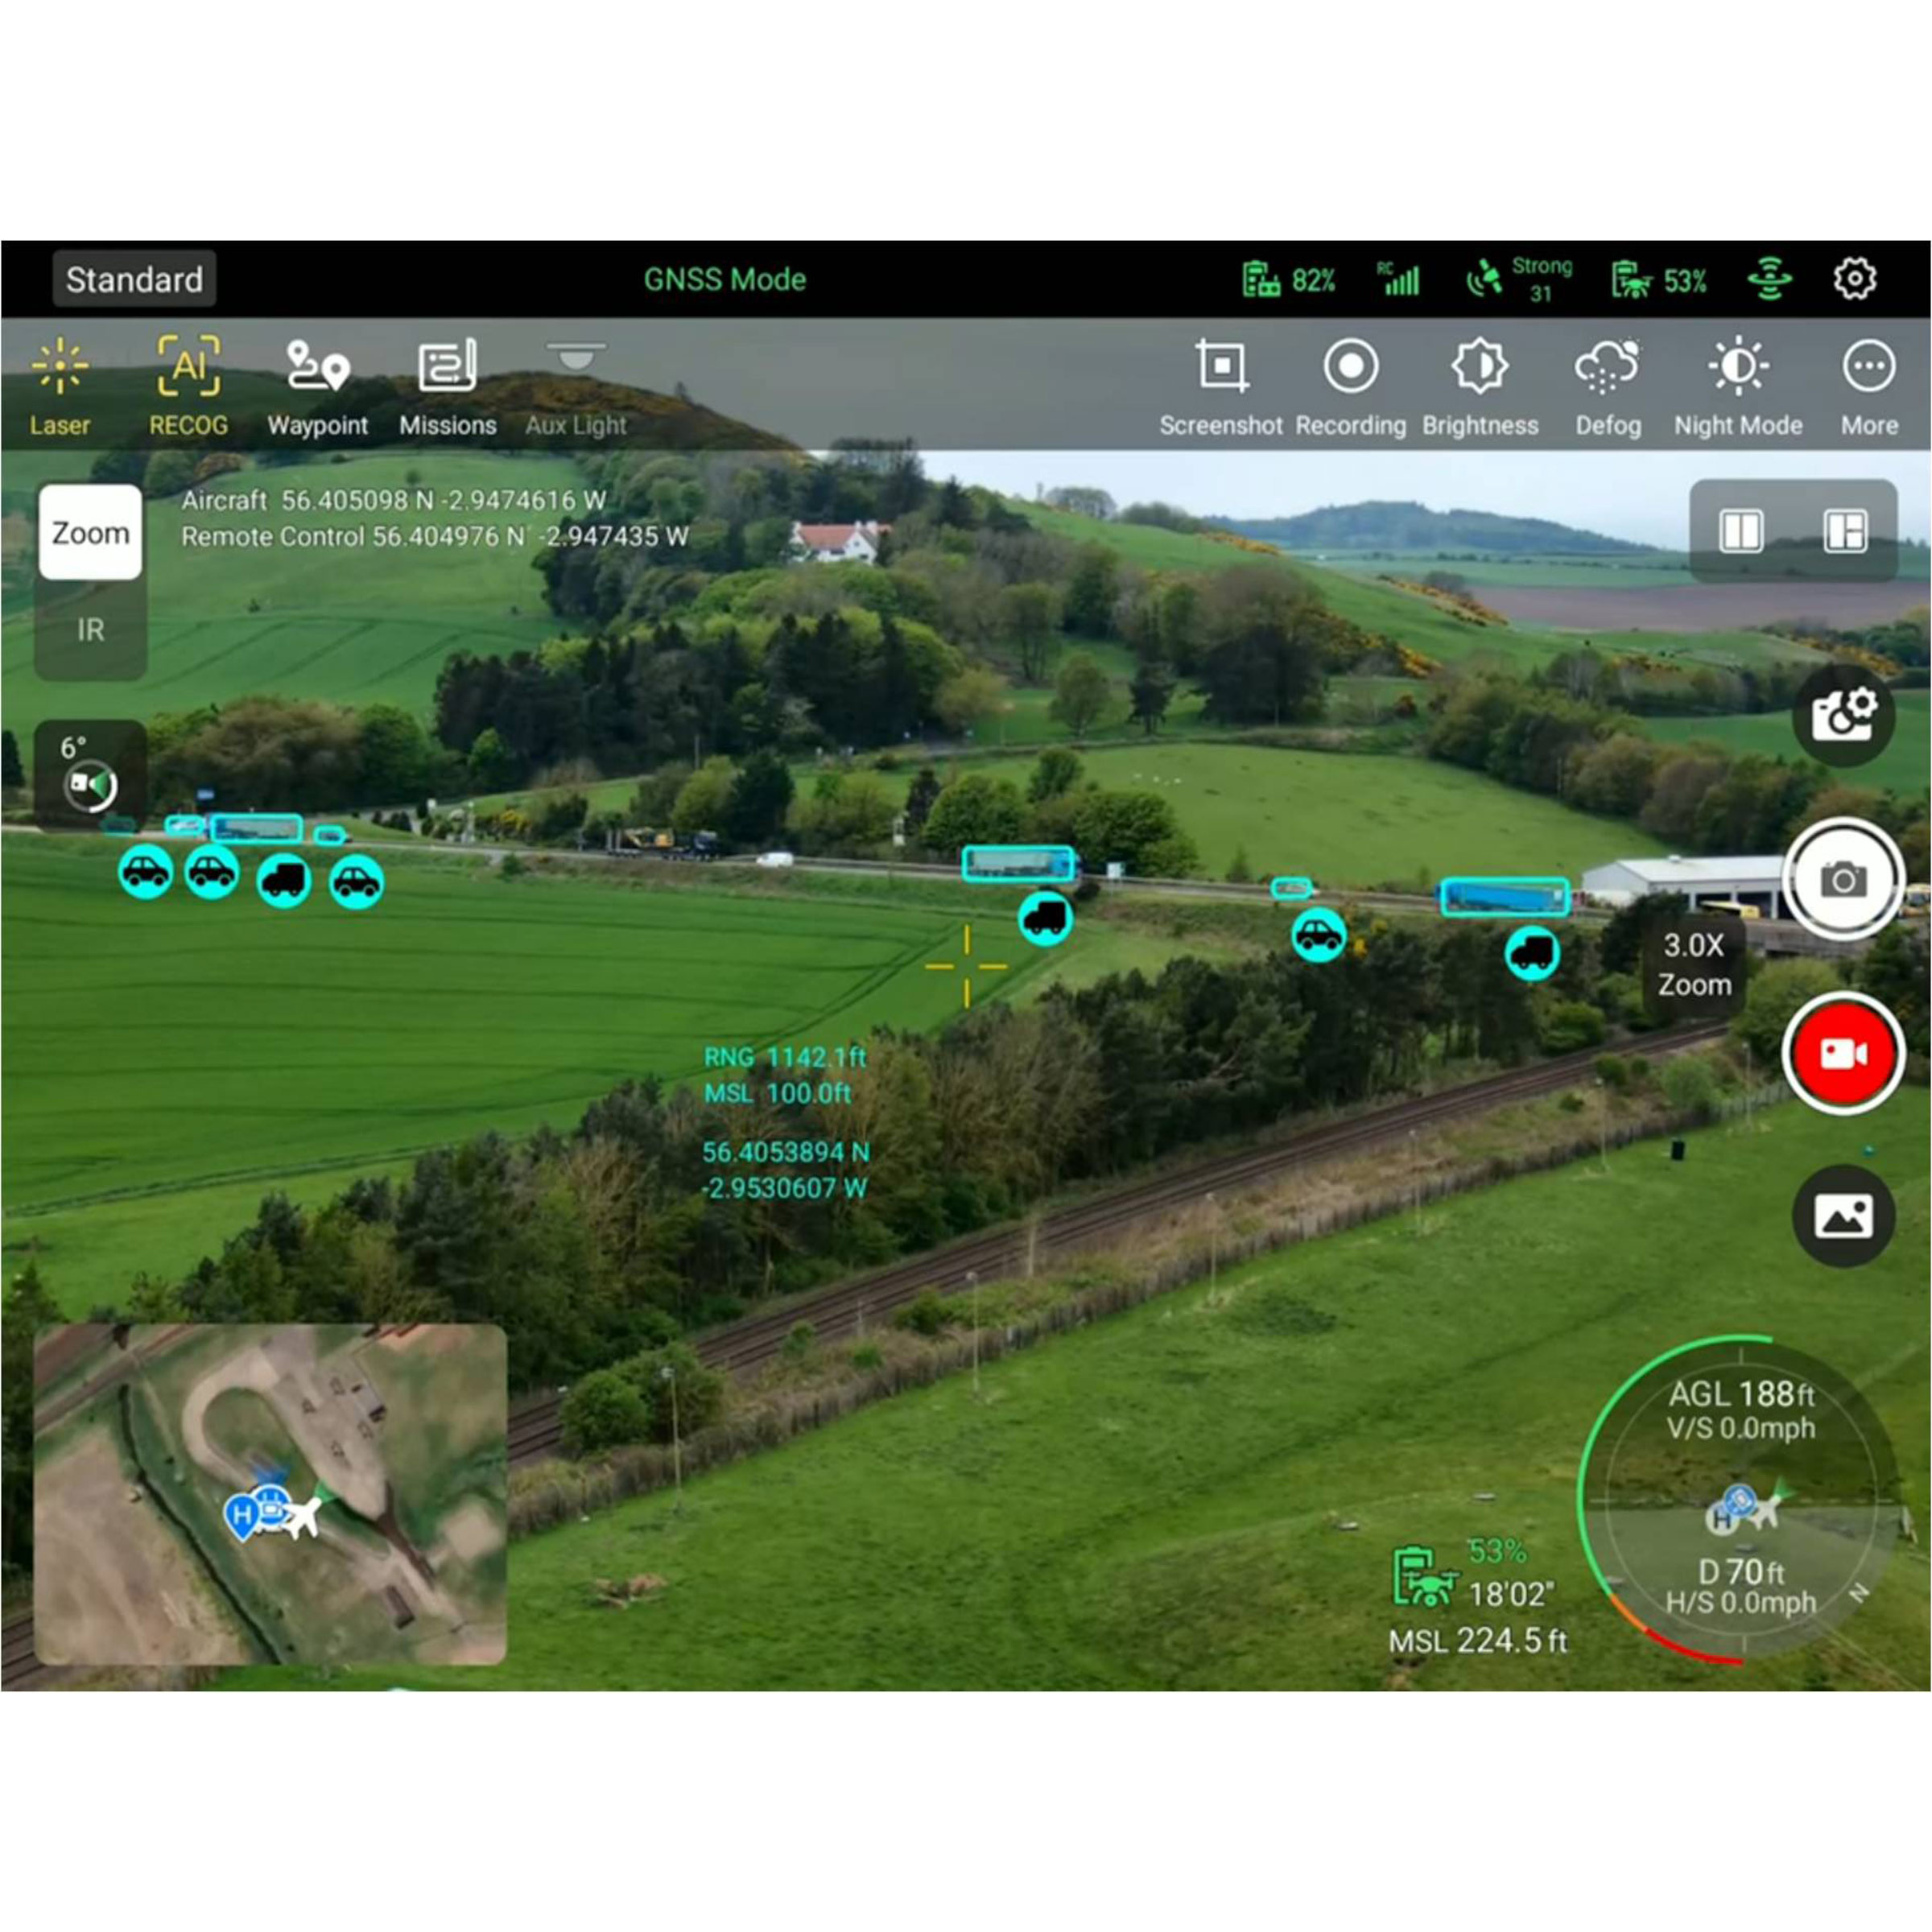 Standard
GNSS Mode
82%
RC
Strong
31
53%
Laser
AI
RECOG
Waypoint
Missions
Aux Light
Screenshot
Recording
Brightness
Defog
Night Mode
More
Zoom
IR
Aircraft 56.405098 N -2.9474616 W
Remote Control 56.404976 N -2.947435 W
6°
3.0X
Zoom
RNG 1142.1ft
MSL 100.0ft
56.4053894 N
-2.9530607 W
H
AGL 188ft
V/S 0.0mph
H
D 70ft
H/S 0.0mph
N
53%
18'02"
MSL 224.5ft